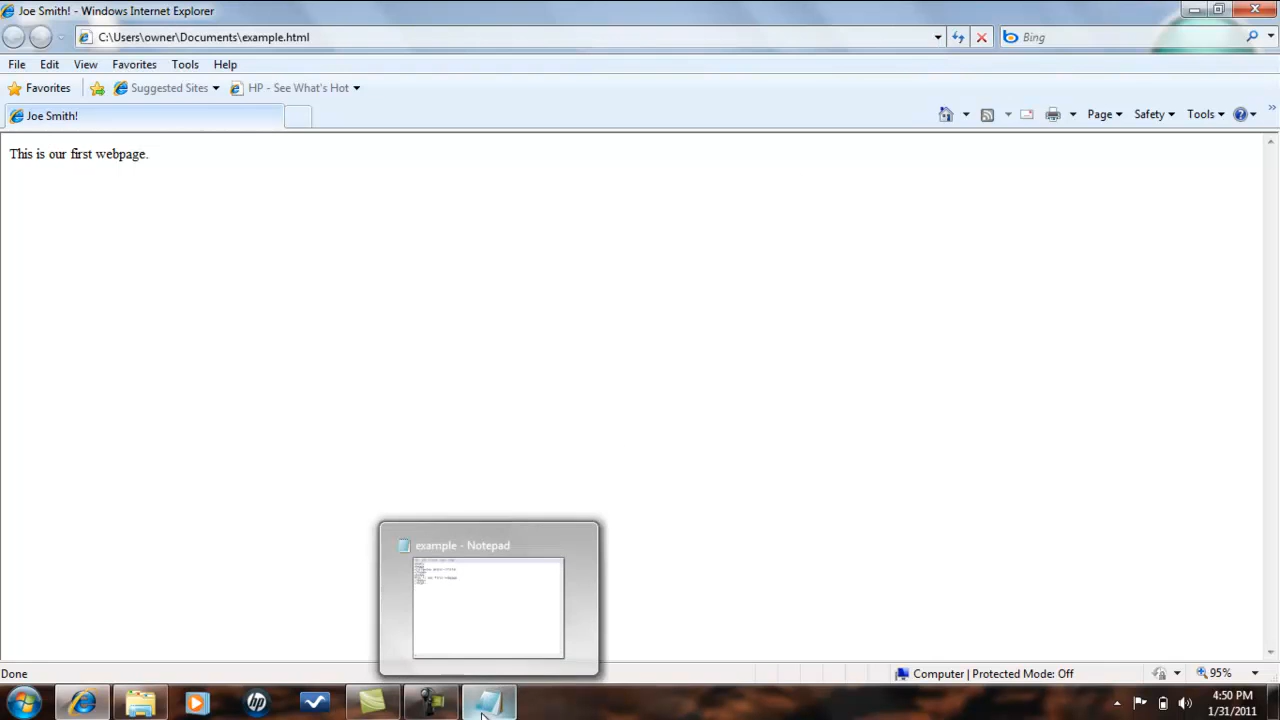 Joe Smith! - Windows Internet Explorer
C:\Users\owner\Documents\example.html
Bing
File Edit View Favorites Tools Help
Favorites Suggested Sites HP - See What's Hot
Joe Smith!
Page Safety Tools
This is our first webpage.
example - Notepad
Done
Computer | Protected Mode: Off
95%
hp
4:50 PM
1/31/2011